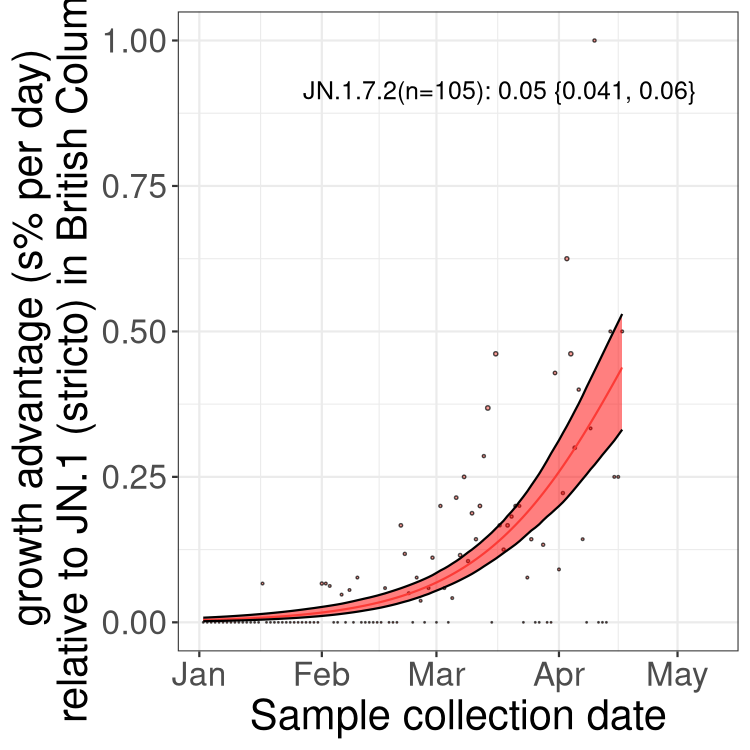 growth advantage (s% per day)
relative to JN.1 (stricto) in British Colum
1.00
0.75
0.50
0.25
0.00
JN.1.7.2(n=105): 0.05 {0.041, 0.06}
Jan Feb Mar Apr May
Sample collection date